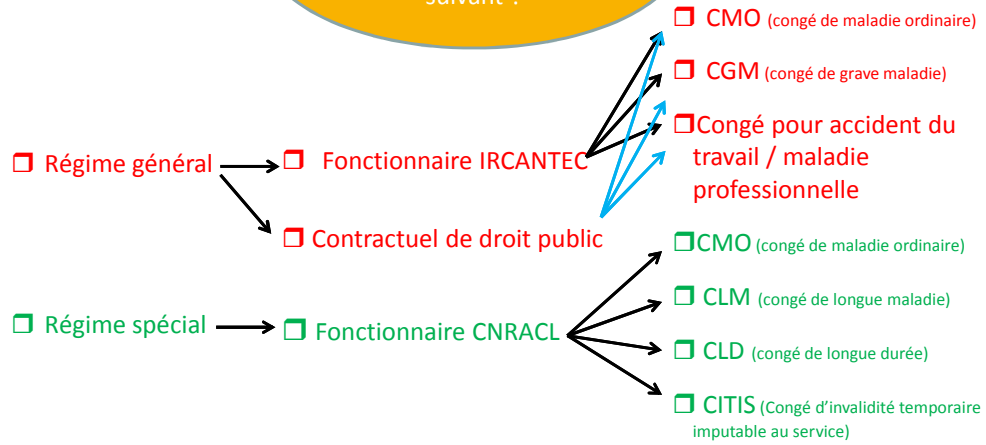 suivant ?
❒ CMO (congé de maladie ordinaire)
❒ CGM (congé de grave maladie)
❒Congé pour accident du
travail / maladie
professionnelle
❒ Régime général
❒ Fonctionnaire IRCANTEC
❒ Contractuel de droit public
❒CMO (congé de maladie ordinaire)
❒ CLM (congé de longue maladie)
❒ Régime spécial
❒ Fonctionnaire CNRACL
❒ CLD (congé de longue durée)
❒ CITIS (Congé d'invalidité temporaire
imputable au service)